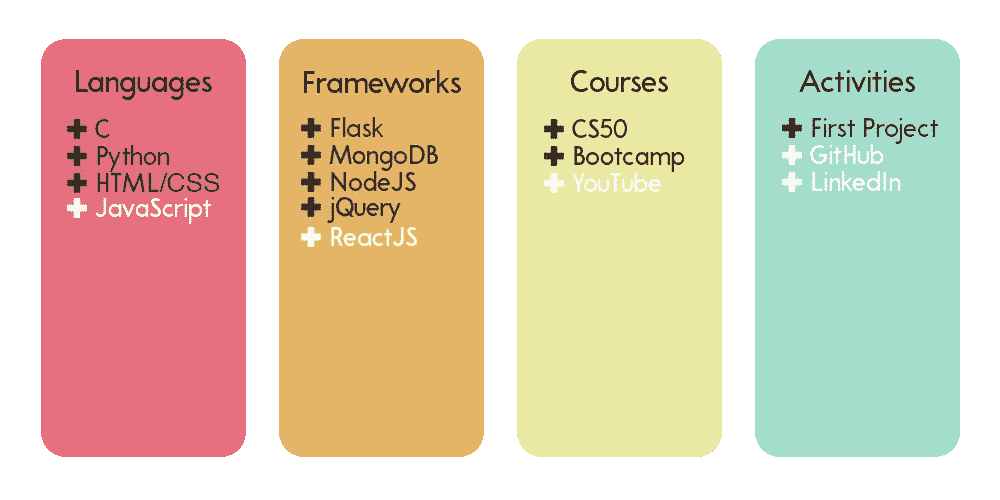 Languages
C
Python
HTML/CSS
JavaScript
Frameworks
Flask
MongoDB
NodeJS
jQuery
ReactJS
Courses
CS50
Bootcamp
YouTube
Activities
First Project
GitHub
LinkedIn